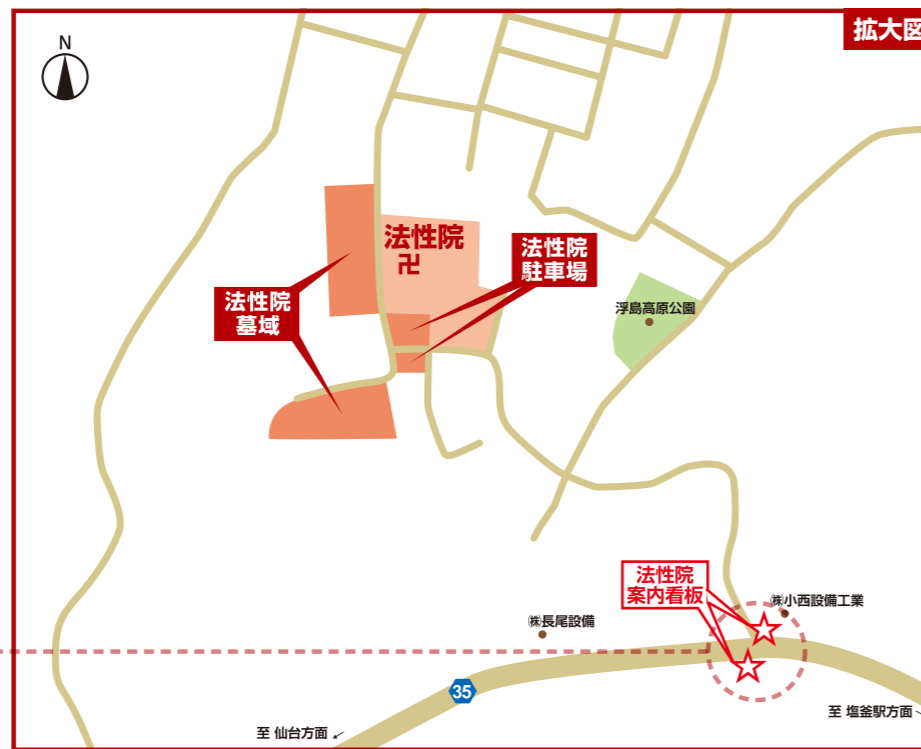 拡大図
N
法性院
卍
法性院
駐車場
法性院
墓域
浮島高原公園
法性院
案内看板
㈱小西設備工業
㈱長尾設備
35
至 塩釜駅方面
至 仙台方面